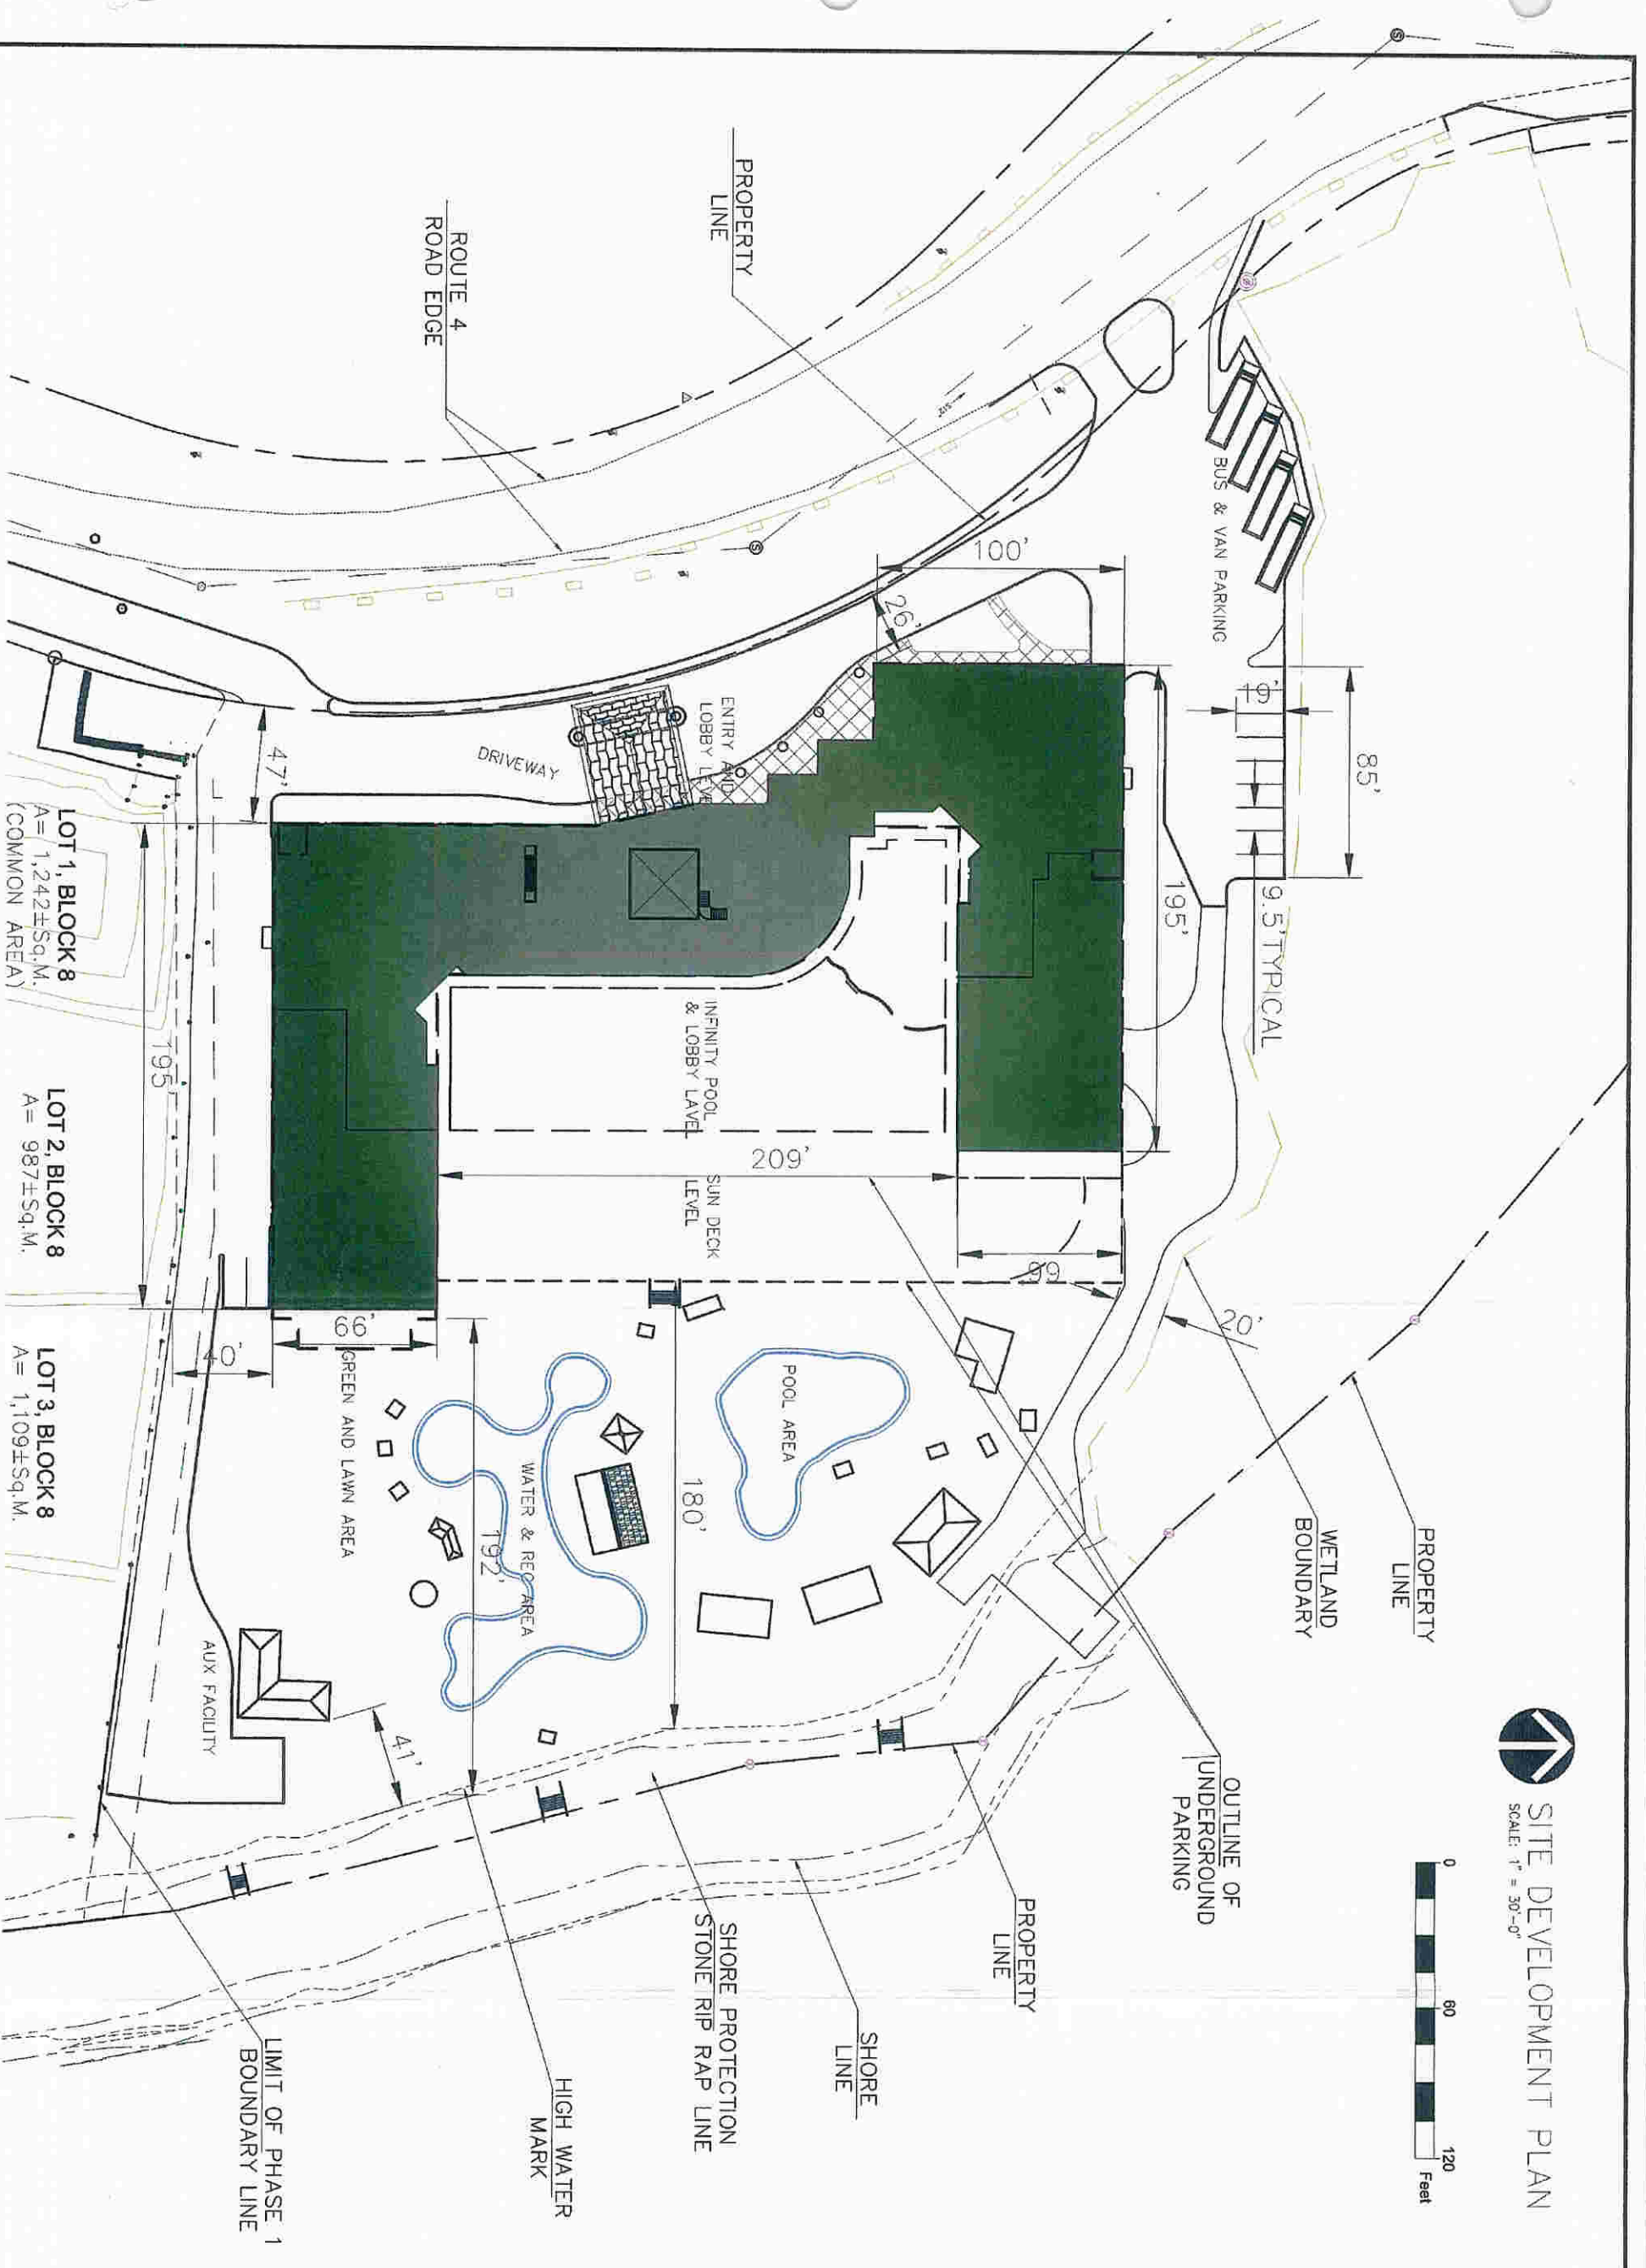 SITE DEVELOPMENT PLAN
SCALE: 1" = 30'-0"
0
60
120
Feet
85'
19'
9.5'TYPICAL
BUS & VAN PARKING
195'
100'
26'
PROPERTY
LINE
ROUTE 4
ROAD EDGE
ENTRY AND
LOBBY LEVE
DRIVEWAY
47'
INFINITY POOL
& LOBBY LAVEL
209'
SUN DECK
LEVEL
66
20'
WETLAND
BOUNDARY
PROPERTY
LINE
OUTLINE OF
UNDERGROUND
PARKING
POOL AREA
180'
WATER & REC AREA
192'
GREEN AND LAWN AREA
66'
40'
195'
AUX FACILITY
41'
PROPERTY
LINE
SHORE
LINE
SHORE PROTECTION
STONE RIP RAP LINE
HIGH WATER
MARK
LIMIT OF PHASE 1
BOUNDARY LINE
LOT 1, BLOCK 8
A= 1,242±Sq.M.
(COMMON AREA)
LOT 2, BLOCK 8
A= 987±Sq.M.
LOT 3, BLOCK 8
A= 1,109±Sq.M.
S
S